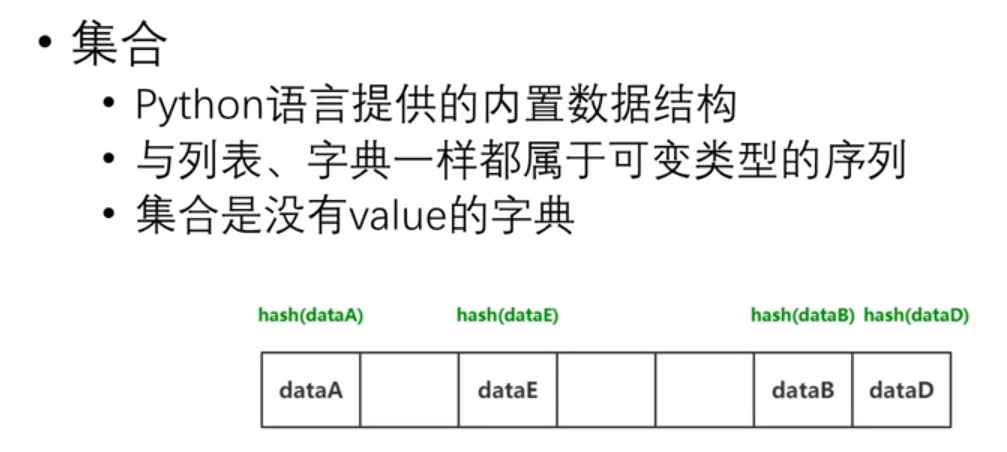 • 集合
• Python语言提供的内置数据结构
• 与列表、字典一样都属于可变类型的序列
• 集合是没有value的字典
hash(dataA) hash(dataE) hash(dataB) hash(dataD)
dataA dataE dataB dataD